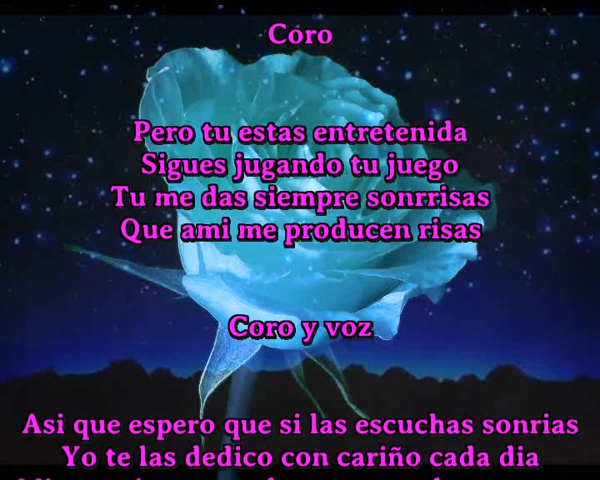 Coro
Pero tu estas entretenida
Sigues jugando tu juego
Tu me das siempre sonrrisas
Que ami me producen risas
Coro y voz
Asi que espero que si las escuchas sonrias
Yo te las dedico con cariño cada dia